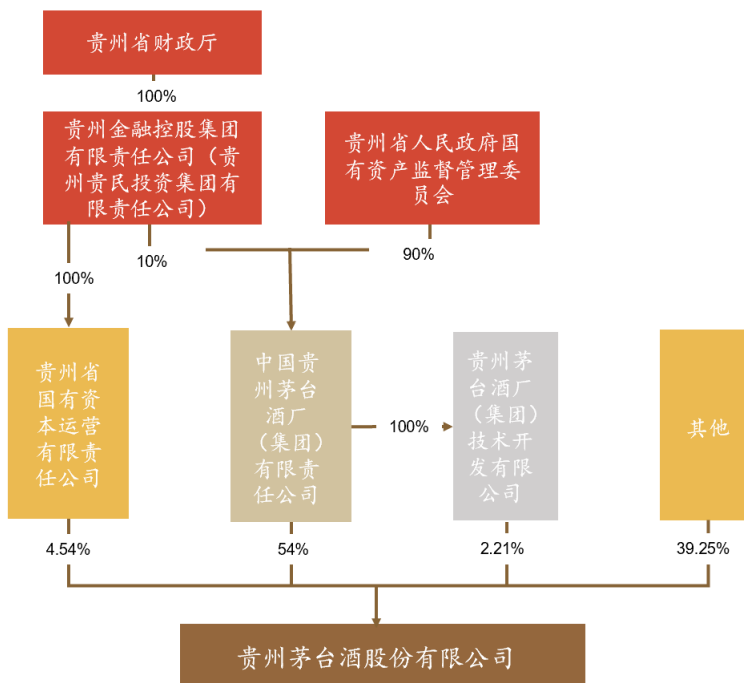 贵州省财政厅
100%
贵州金融控股集团
有限责任公司（贵
州贵民投资集团有
限责任公司）
贵州省人民政府国
有资产监督管理委
员会
10%
90%
100%
贵州省
国有资
本运营
有限责
任公司
中国贵
州茅台
酒厂
（集团）
有限责
任公司
100%
贵州茅
台酒厂
（集团）
技术开
发有限
公司
其他
4.54%
54%
2.21%
39.25%
贵州茅台酒股份有限公司